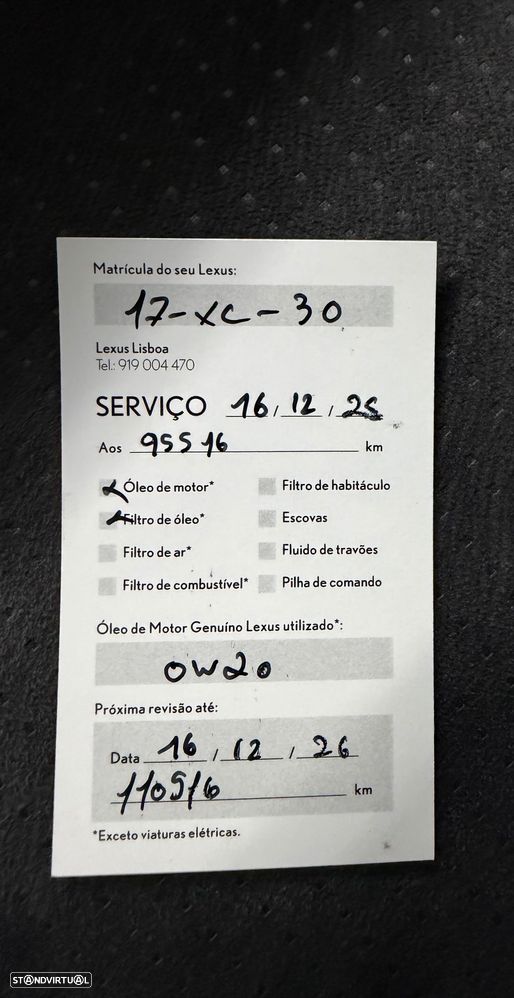 Matrícula do seu Lexus:
17-XC-30
Lexus Lisboa
Tel.: 919 004 470
SERVIÇO 16/12/25
Aos 95516 km
Óleo de motor* Filtro de habitáculo
Filtro de óleo* Escovas
Filtro de ar* Fluido de travões
Filtro de combustível* Pilha de comando
Óleo de Motor Genuíno Lexus utilizado*:
0W20
Próxima revisão até:
Data 16/12/26
110516 km
*Exceto viaturas elétricas.
STANDVIRTUAL